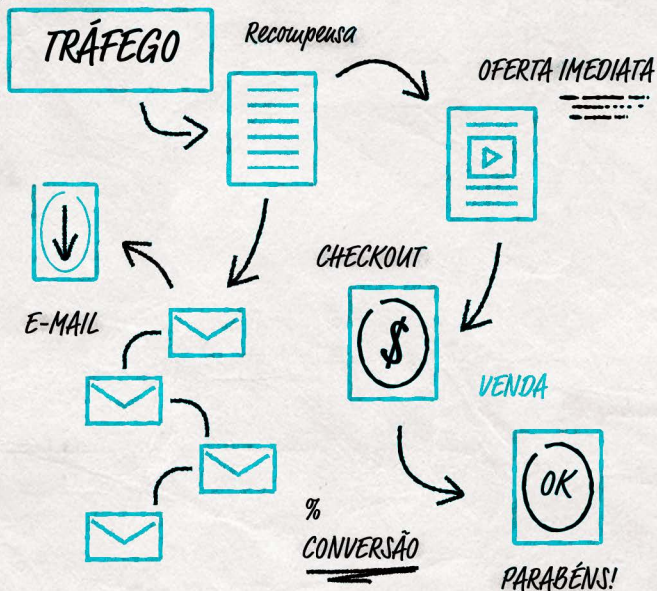 TRÁFEGO
Recompensa
OFERTA IMEDIATA
CHECKOUT
$
E-MAIL
VENDA
OK
%
CONVERSÃO
PARABÉNS!